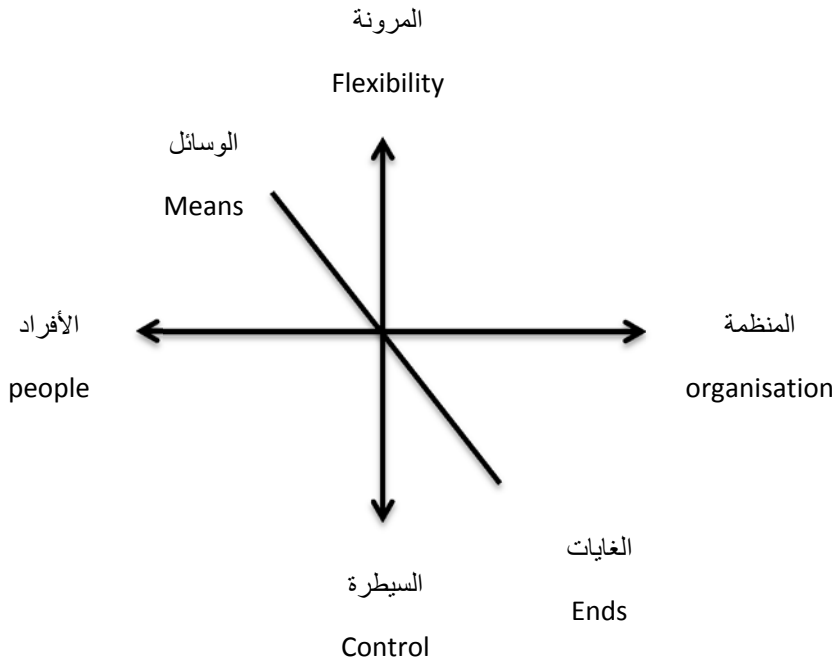 المرونة
Flexibility
الوسائل
Means
الأفراد
people
المنظمة
organisation
الغايات
Ends
السيطرة
Control